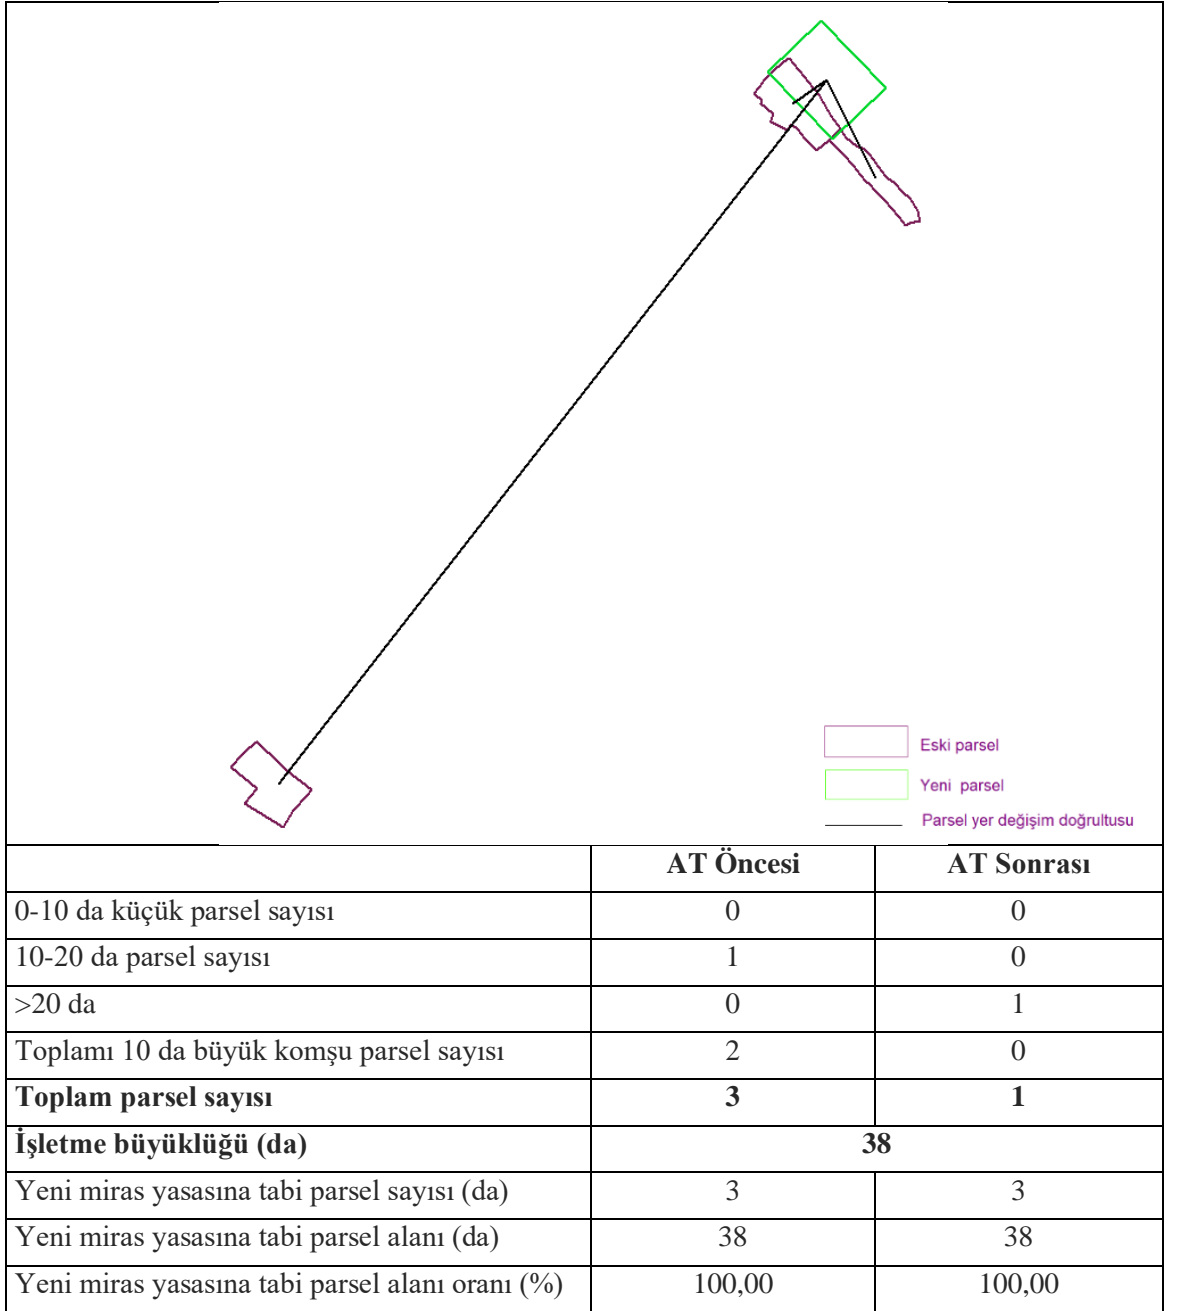 Eski parsel
Yeni parsel
Parsel yer değişim doğrultusu
AT Öncesi AT Sonrası
0-10 da küçük parsel sayısı 0 0
10-20 da parsel sayısı 1 0
>20 da 0 1
Toplamı 10 da büyük komşu parsel sayısı 2 0
Toplam parsel sayısı 3 1
İşletme büyüklüğü (da) 38
Yeni miras yasasına tabi parsel sayısı (da) 3 3
Yeni miras yasasına tabi parsel alanı (da) 38 38
Yeni miras yasasına tabi parsel alanı oranı (%) 100,00 100,00